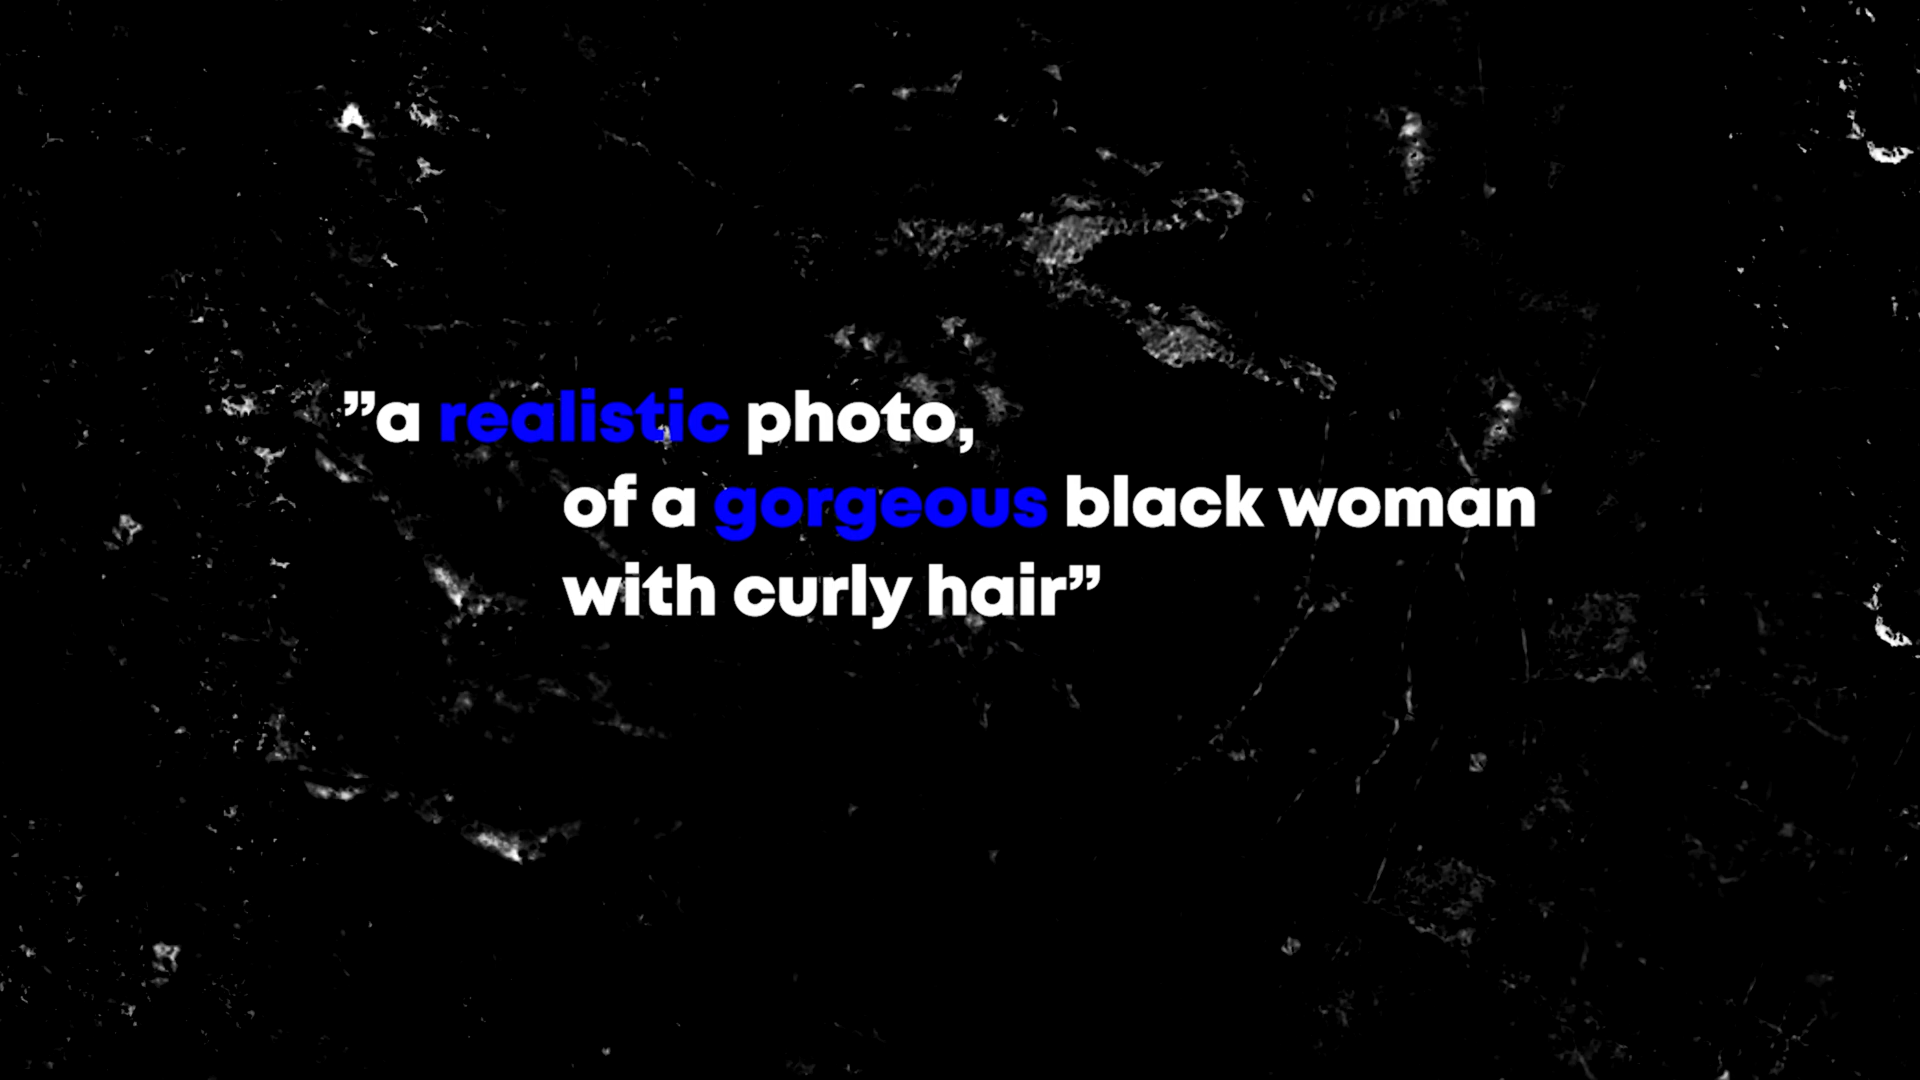 ”a realistic photo,
of a gorgeous black woman
with curly hair”